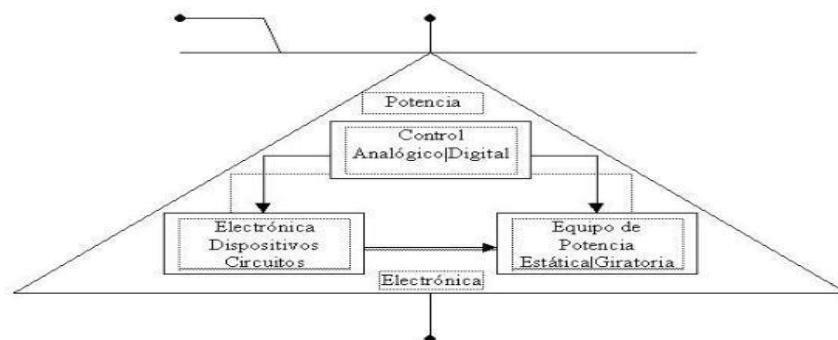 Potencia
Control
Analógico|Digital
Electrónica
Dispositivos
Circuitos
Equipo de
Potencia
Estática|Giratoria
Electrónica